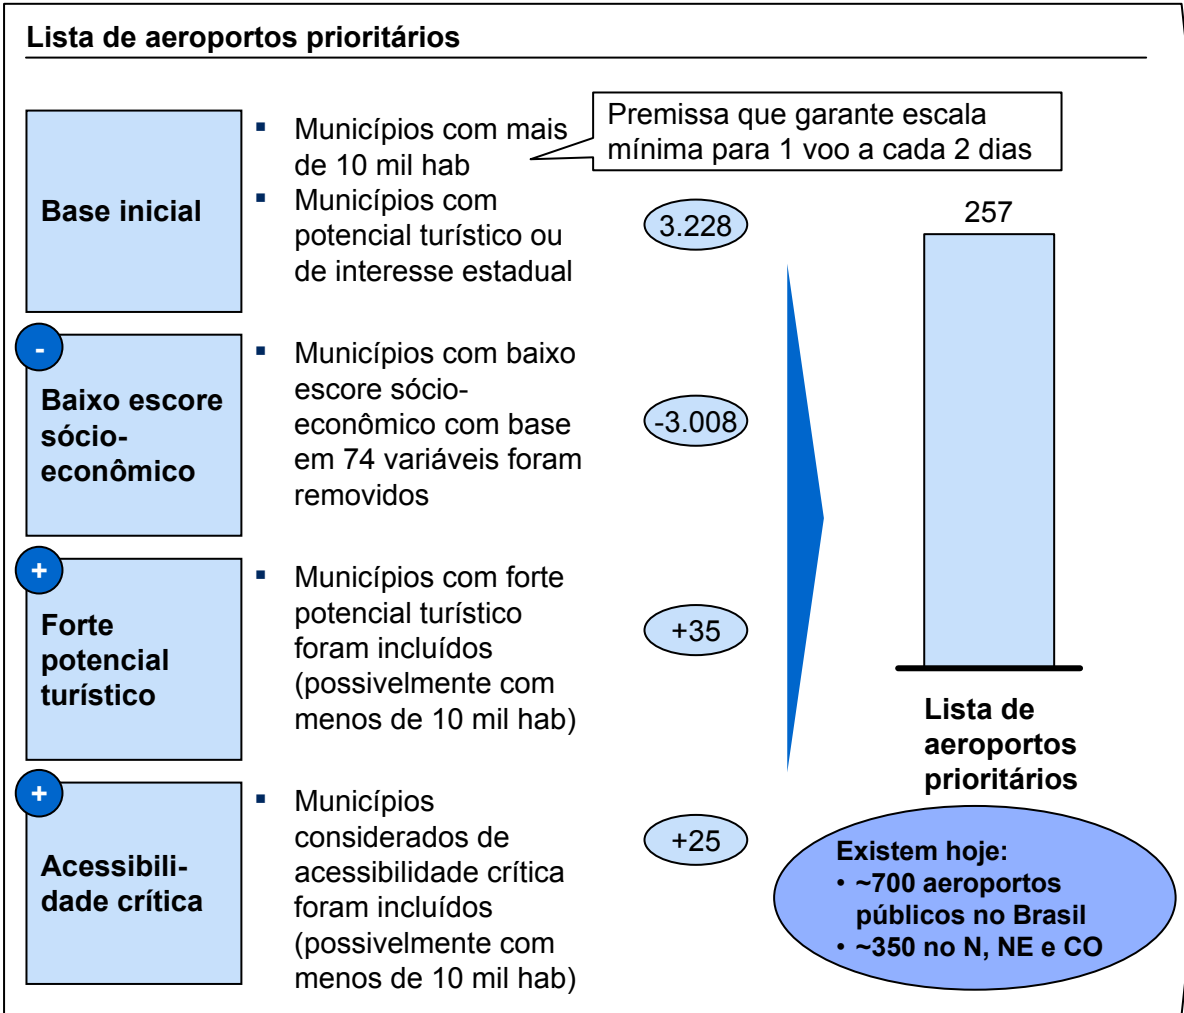 Lista de aeroportos prioritários
Base inicial
▪ Municípios com mais
de 10 mil hab
▪ Municípios com
potencial turístico ou
de interesse estadual
Premissa que garante escala
mínima para 1 voo a cada 2 dias
3.228
-
Baixo escore
sócio-
econômico
▪ Municípios com baixo
escore sócio-
econômico com base
em 74 variáveis foram
removidos
-3.008
+
Forte
potencial
turístico
▪ Municípios com forte
potencial turístico
foram incluídos
(possivelmente com
menos de 10 mil hab)
+35
+
Acessibili-
dade crítica
▪ Municípios
considerados de
acessibilidade crítica
foram incluídos
(possivelmente com
menos de 10 mil hab)
+25
257
Lista de
aeroportos
prioritários
Existem hoje:
• ~700 aeroportos
públicos no Brasil
• ~350 no N, NE e CO